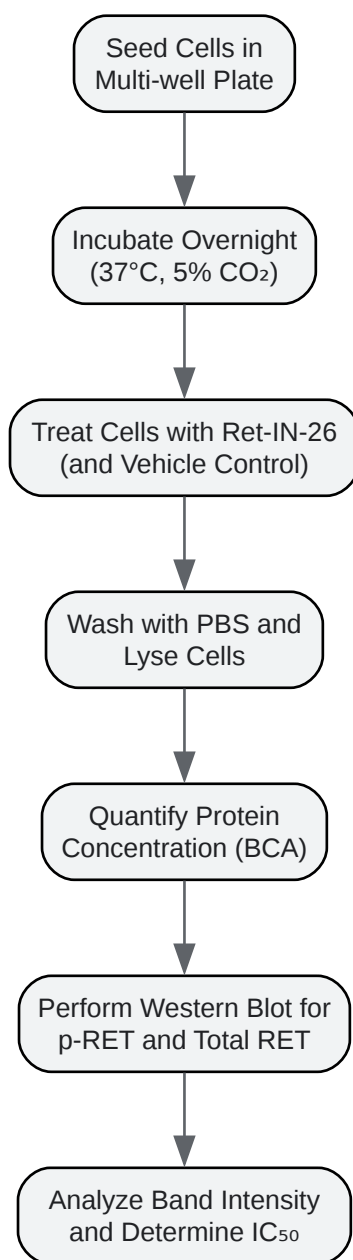 Seed Cells in
Multi-well Plate
Incubate Overnight
(37°C, 5% CO₂)
Treat Cells with Ret-IN-26
(and Vehicle Control)
Wash with PBS and
Lyse Cells
Quantify Protein
Concentration (BCA)
Perform Western Blot for
p-RET and Total RET
Analyze Band Intensity
and Determine IC₅₀